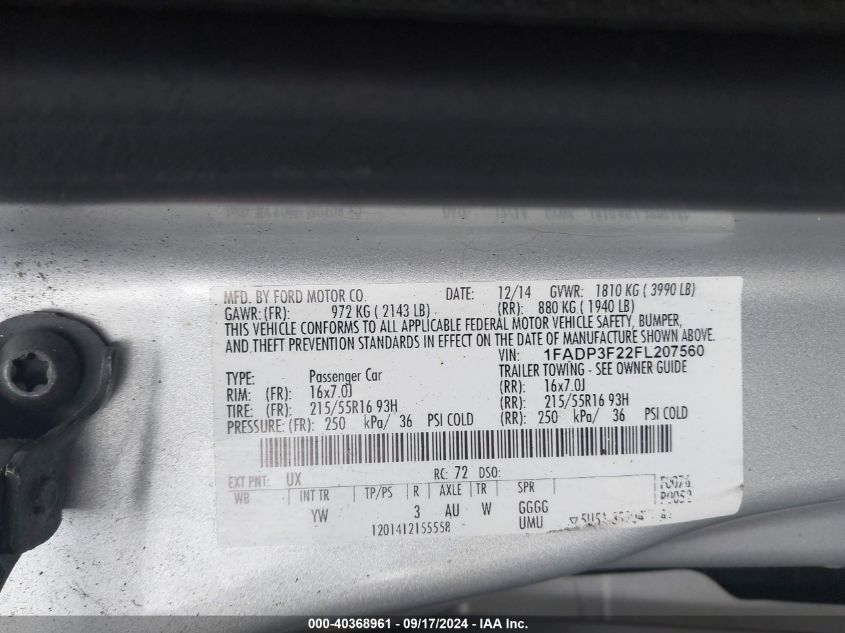 MFD. BY FORD MOTOR CO. DATE: 12/14 GVWR: 1810 KG ( 3990 LB)
GAWR: (FR): 972 KG ( 2143 LB) (RR): 880 KG ( 1940 LB)
THIS VEHICLE CONFORMS TO ALL APPLICABLE FEDERAL MOTOR VEHICLE SAFETY, BUMPER,
AND THEFT PREVENTION STANDARDS IN EFFECT ON THE DATE OF MANUFACTURE SHOWN ABOVE.
VIN: 1FADP3F22FL207560
TYPE: Passenger Car TRAILER TOWING - SEE OWNER GUIDE
RIM: (FR): 16x7.0J (RR): 16x7.0J
TIRE: (FR): 215/55R16 93H (RR): 215/55R16 93H
PRESSURE: (FR): 250 kPa/ 36 PSI COLD (RR): 250 kPa/ 36 PSI COLD
EXT PNT: UX RC: 72 DSO:
WB INT TR TP/PS R AXLE TR SPR
YW 3 AU W GGGG
UMU
1201412155558
F0076
R0052
000-40368961 - 09/17/2024 - IAA Inc.